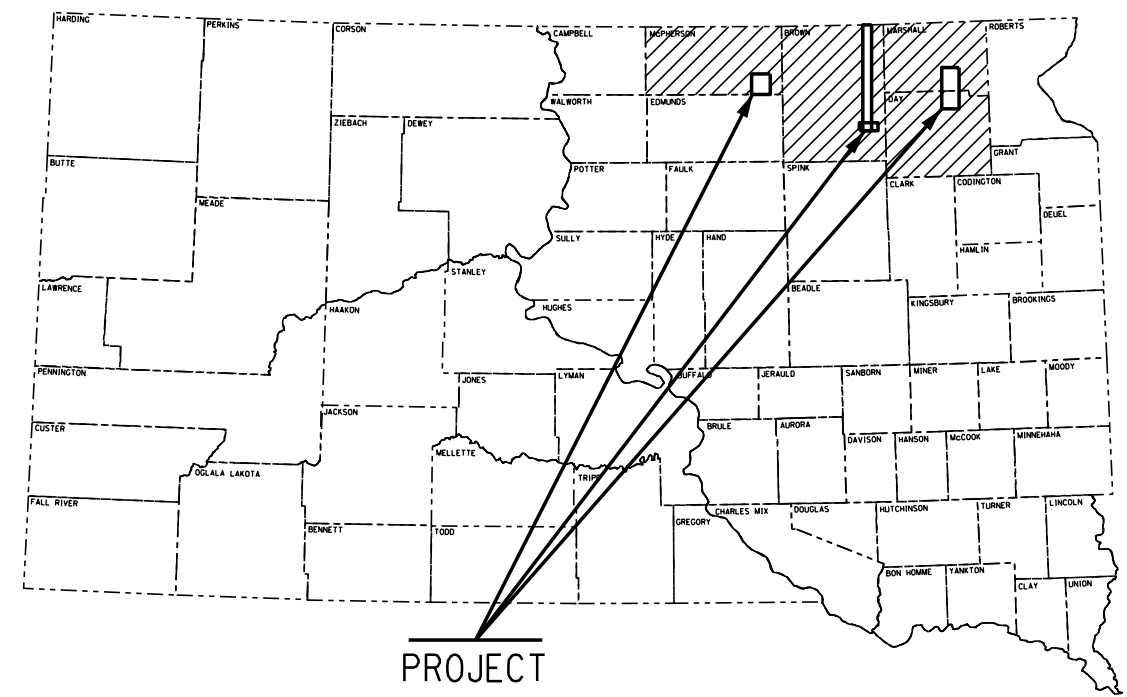 HARDING
PERKINS
CORSON
CAMPBELL
McPHERSON
BROWN
MARSHALL
ROBERTS
WALWORTH
EDMUNDS
DAY
ZIEBACH
DEWEY
GRANT
BUTTE
POTTER
FAULK
SPINK
CLARK
CODINGTON
MEADE
DEUEL
SULLY
HYDE
HAND
HAMLIN
STANLEY
LAWRENCE
HAAKON
HUGHES
BEADLE
KINGSBURY
BROOKINGS
PENNINGTON
JONES
LYMAN
BUFFALO
JERAULD
SANBORN
MINER
LAKE
MOODY
JACKSON
CUSTER
BRULE
AURORA
DAVISON
HANSON
McCOOK
MINNEHAHA
MELLETTE
OGLALA LAKOTA
TRIPP
FALL RIVER
GREGORY
CHARLES MIX
DOUGLAS
HUTCHINSON
TURNER
LINCOLN
BENNETT
TODD
BON HOMME
YANKTON
CLAY
UNION
PROJECT